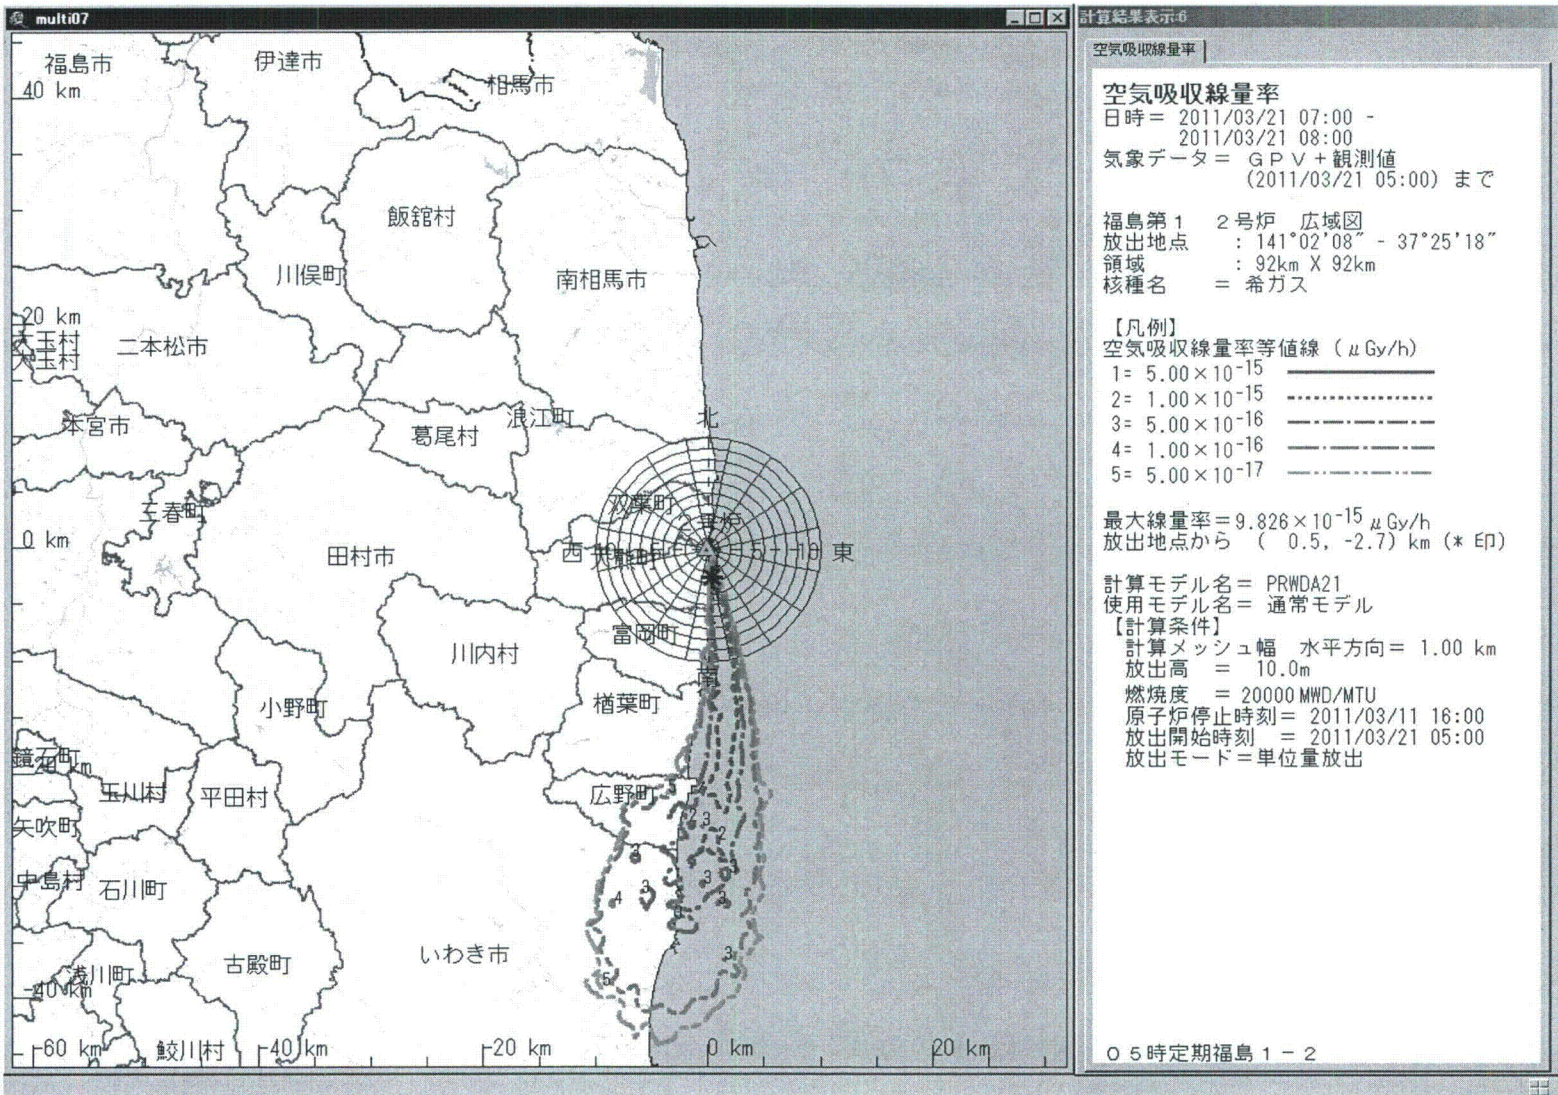 multi07
計算結果表示:6
空気吸収線量率
福島市
伊達市
相馬市
40 km
飯舘村
川俣町
南相馬市
20 km
大玉村
大玉村
二本松市
本宮市
葛尾村
浪江町
北
三春町
双葉町
0 km
田村市
西
大熊町
東
富岡町
川内村
南
小野町
楢葉町
鏡石町
-20 km
玉川村
平田村
広野町
矢吹町
中島村
石川町
いわき市
古殿町
浅川町
-40 km
鮫川村
-60 km
-40 km
-20 km
0 km
20 km
空気吸収線量率
日時= 2011/03/21 07:00 -
2011/03/21 08:00
気象データ= GPV+観測値
(2011/03/21 05:00) まで
福島第1 2号炉 広域図
放出地点 : 141°02'08" - 37°25'18"
領域 : 92km X 92km
核種名 = 希ガス
【凡例】
空気吸収線量率等値線 (μGy/h)
1= 5.00×10⁻¹⁵
2= 1.00×10⁻¹⁵
3= 5.00×10⁻¹⁶
4= 1.00×10⁻¹⁶
5= 5.00×10⁻¹⁷
最大線量率=9.826×10⁻¹⁵μGy/h
放出地点から ( 0.5, -2.7) km (* 印)
計算モデル名= PRWDA21
使用モデル名= 通常モデル
【計算条件】
計算メッシュ幅 水平方向= 1.00 km
放出高 = 10.0m
燃焼度 = 20000MWD/MTU
原子炉停止時刻= 2011/03/11 16:00
放出開始時刻 = 2011/03/21 05:00
放出モード=単位量放出
05時定期福島1-2